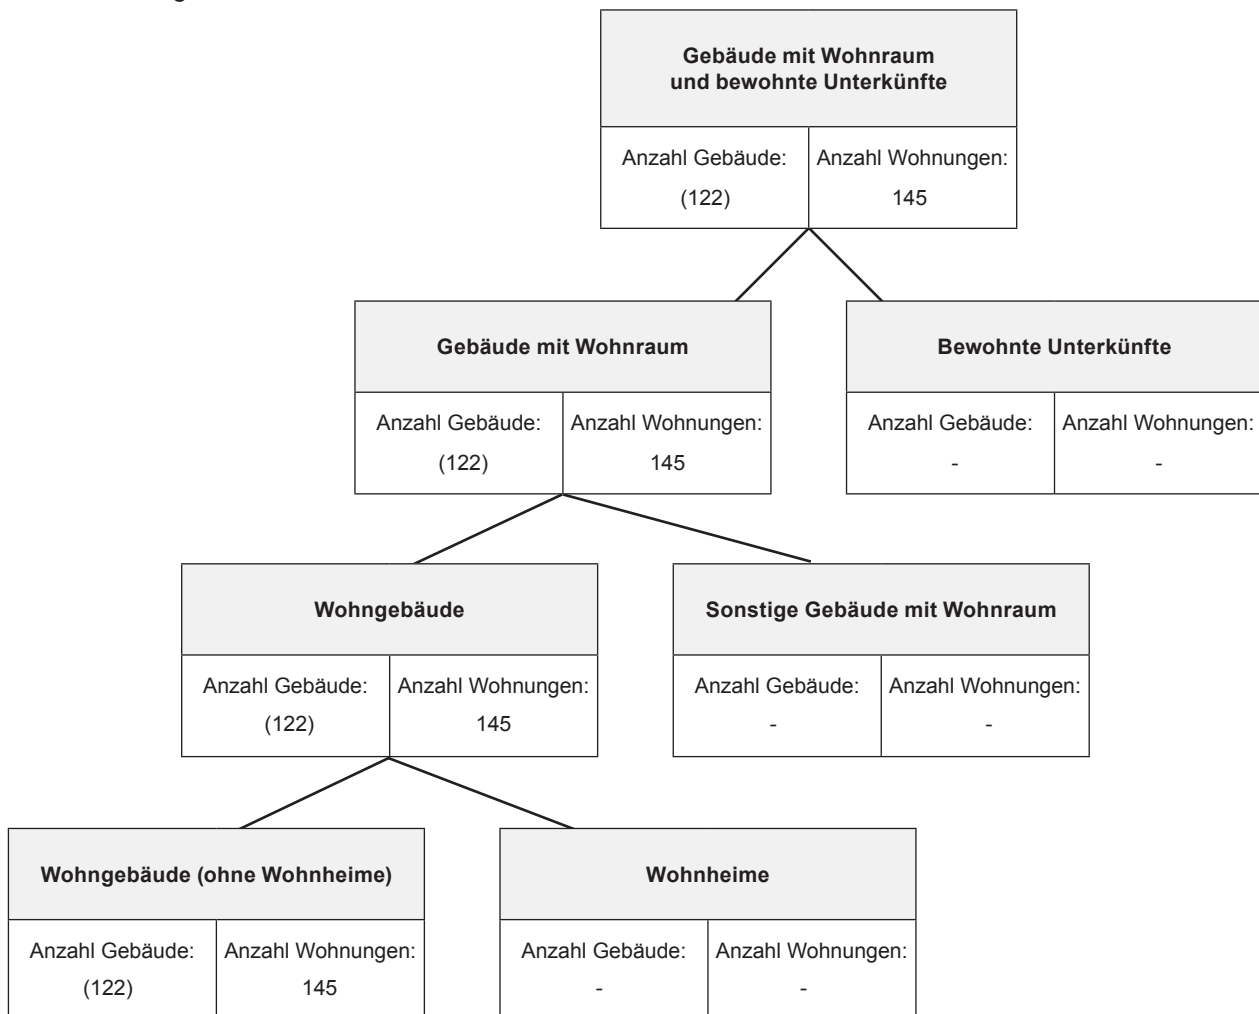 Gebäude mit Wohnraum
und bewohnte Unterkünfte
Anzahl Gebäude: Anzahl Wohnungen:
(122) 145
Gebäude mit Wohnraum
Anzahl Gebäude: Anzahl Wohnungen:
(122) 145
Bewohnte Unterkünfte
Anzahl Gebäude: Anzahl Wohnungen:
- -
Wohngebäude
Anzahl Gebäude: Anzahl Wohnungen:
(122) 145
Sonstige Gebäude mit Wohnraum
Anzahl Gebäude: Anzahl Wohnungen:
- -
Wohngebäude (ohne Wohnheime)
Anzahl Gebäude: Anzahl Wohnungen:
(122) 145
Wohnheime
Anzahl Gebäude: Anzahl Wohnungen:
- -